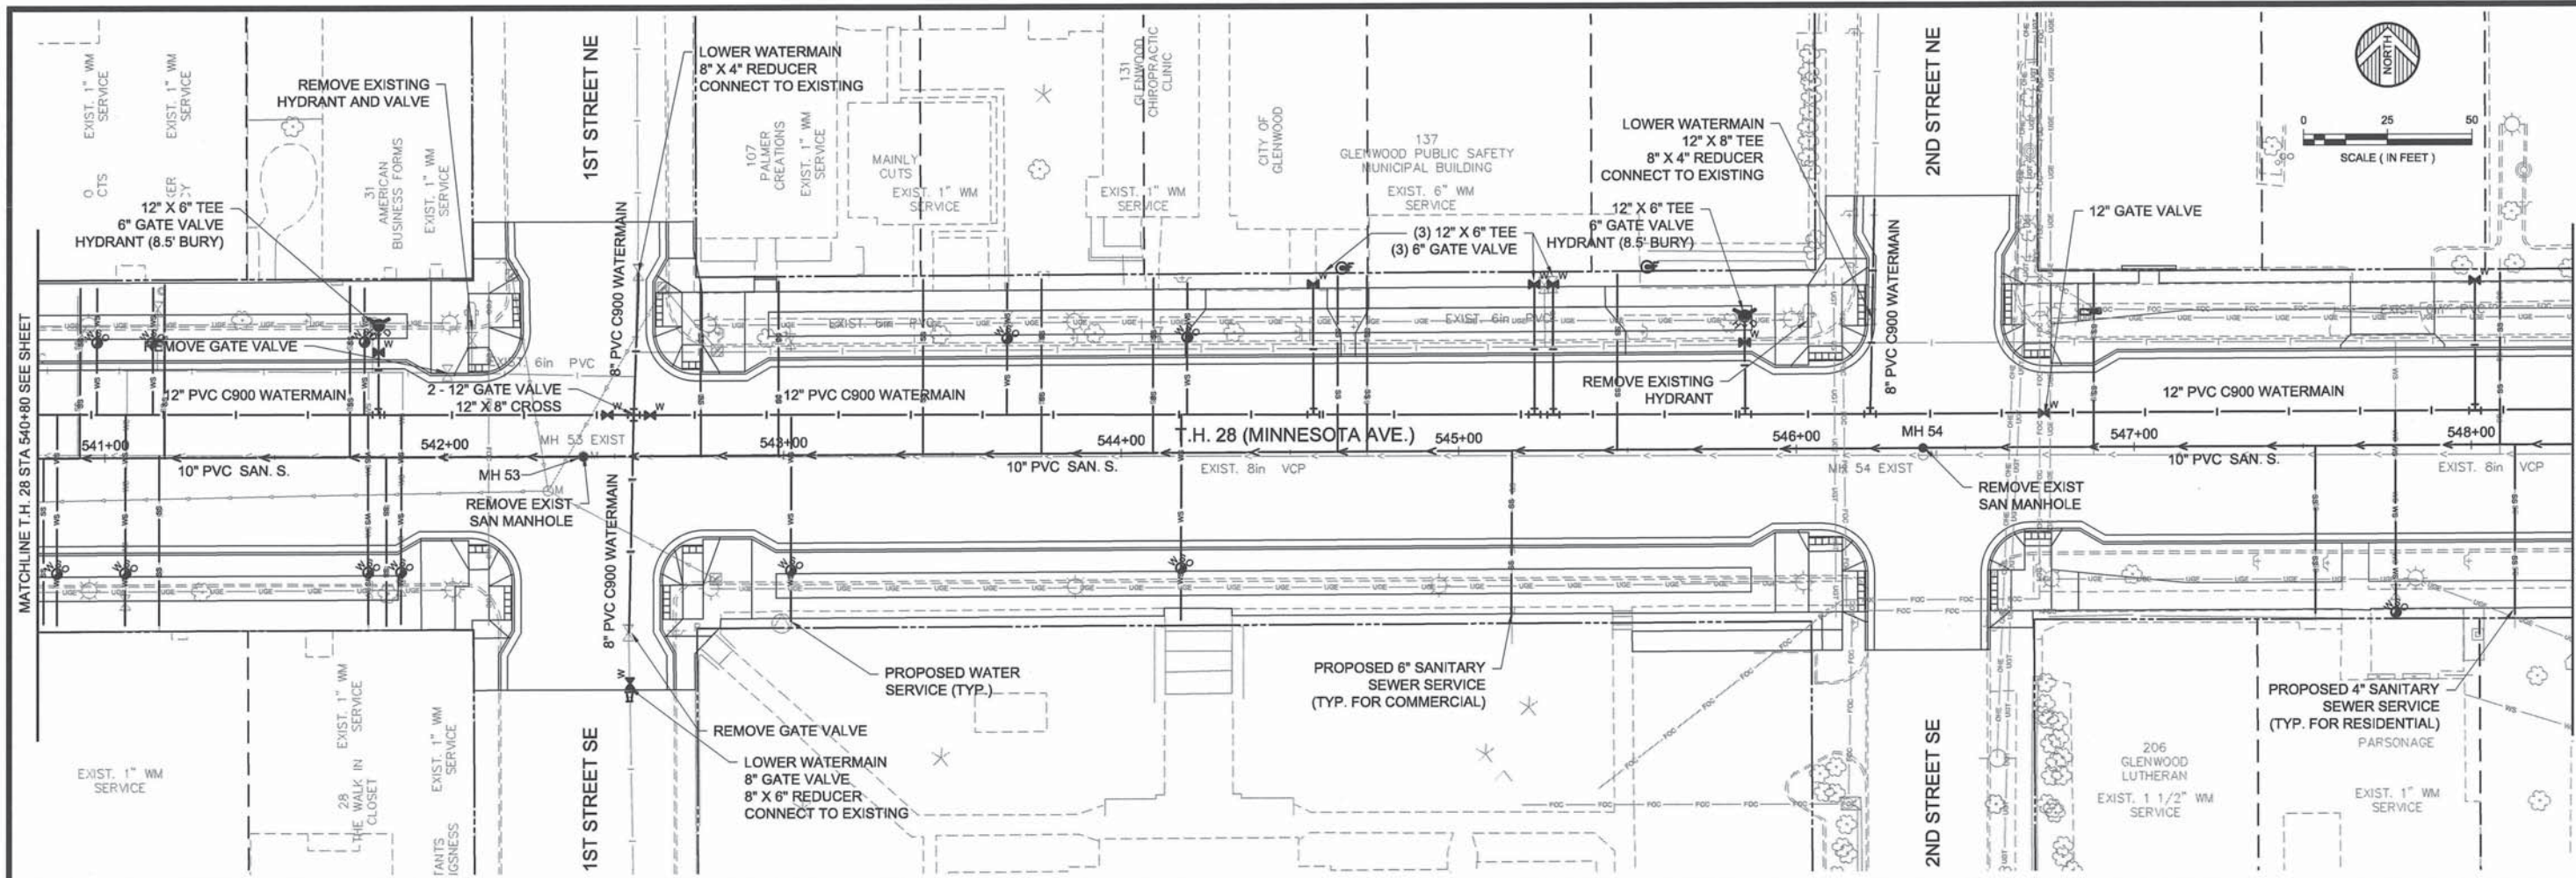 MATCHLINE T.H. 28 STA 540+80 SEE SHEET
EXIST. 1" WM
SERVICE
EXIST. 1" WM
SERVICE
REMOVE EXISTING
HYDRANT AND VALVE
12" X 6" TEE
6" GATE VALVE
HYDRANT (8.5' BURY)
31
AMERICAN
BUSINESS FORMS
EXIST. 1" WM
SERVICE
1ST STREET NE
LOWER WATERMAIN
8" X 4" REDUCER
CONNECT TO EXISTING
107
PALMER
CREATIONS
EXIST. 1" WM
SERVICE
MAINLY
CUTS
EXIST. 1" WM
SERVICE
131
GLENWOOD
CHIROPRACTIC
CLINIC
EXIST. 1" WM
SERVICE
CITY OF
GLENWOOD
137
GLENWOOD PUBLIC SAFETY
MUNICIPAL BUILDING
EXIST. 6" WM
SERVICE
(3) 12" X 6" TEE
(3) 6" GATE VALVE
LOWER WATERMAIN
12" X 8" TEE
8" X 4" REDUCER
CONNECT TO EXISTING
12" X 6" TEE
6" GATE VALVE
HYDRANT (8.5' BURY)
2ND STREET NE
12" GATE VALVE
NORTH
0 25 50
SCALE ( IN FEET )
REMOVE GATE VALVE
EXIST. 6in PVC
8" PVC C900 WATERMAIN
EXIST. 6in PVC
EXIST. 6in PVC
8" PVC C900 WATERMAIN
12" PVC C900 WATERMAIN
2 - 12" GATE VALVE
12" X 8" CROSS
12" PVC C900 WATERMAIN
REMOVE EXISTING
HYDRANT
12" PVC C900 WATERMAIN
541+00
542+00
MH 53 EXIST
543+00
544+00
T.H. 28 (MINNESOTA AVE.)
545+00
546+00
MH 54
547+00
548+00
10" PVC SAN. S.
MH 53
10" PVC SAN. S.
EXIST. 8in VCP
MH 54 EXIST
10" PVC SAN. S.
EXIST. 8in VCP
REMOVE EXIST
SAN MANHOLE
8" PVC C900 WATERMAIN
REMOVE EXIST
SAN MANHOLE
PROPOSED WATER
SERVICE (TYP.)
PROPOSED 6" SANITARY
SEWER SERVICE
(TYP. FOR COMMERCIAL)
PROPOSED 4" SANITARY
SEWER SERVICE
(TYP. FOR RESIDENTIAL)
PARSONAGE
EXIST. 1" WM
SERVICE
206
GLENWOOD
LUTHERAN
EXIST. 1 1/2" WM
SERVICE
REMOVE GATE VALVE
LOWER WATERMAIN
8" GATE VALVE
8" X 6" REDUCER
CONNECT TO EXISTING
1ST STREET SE
2ND STREET SE
EXIST. 1" WM
SERVICE
28
THE WALK IN
CLOSET
EXIST. 1" WM
SERVICE
EXIST. 1" WM
SERVICE